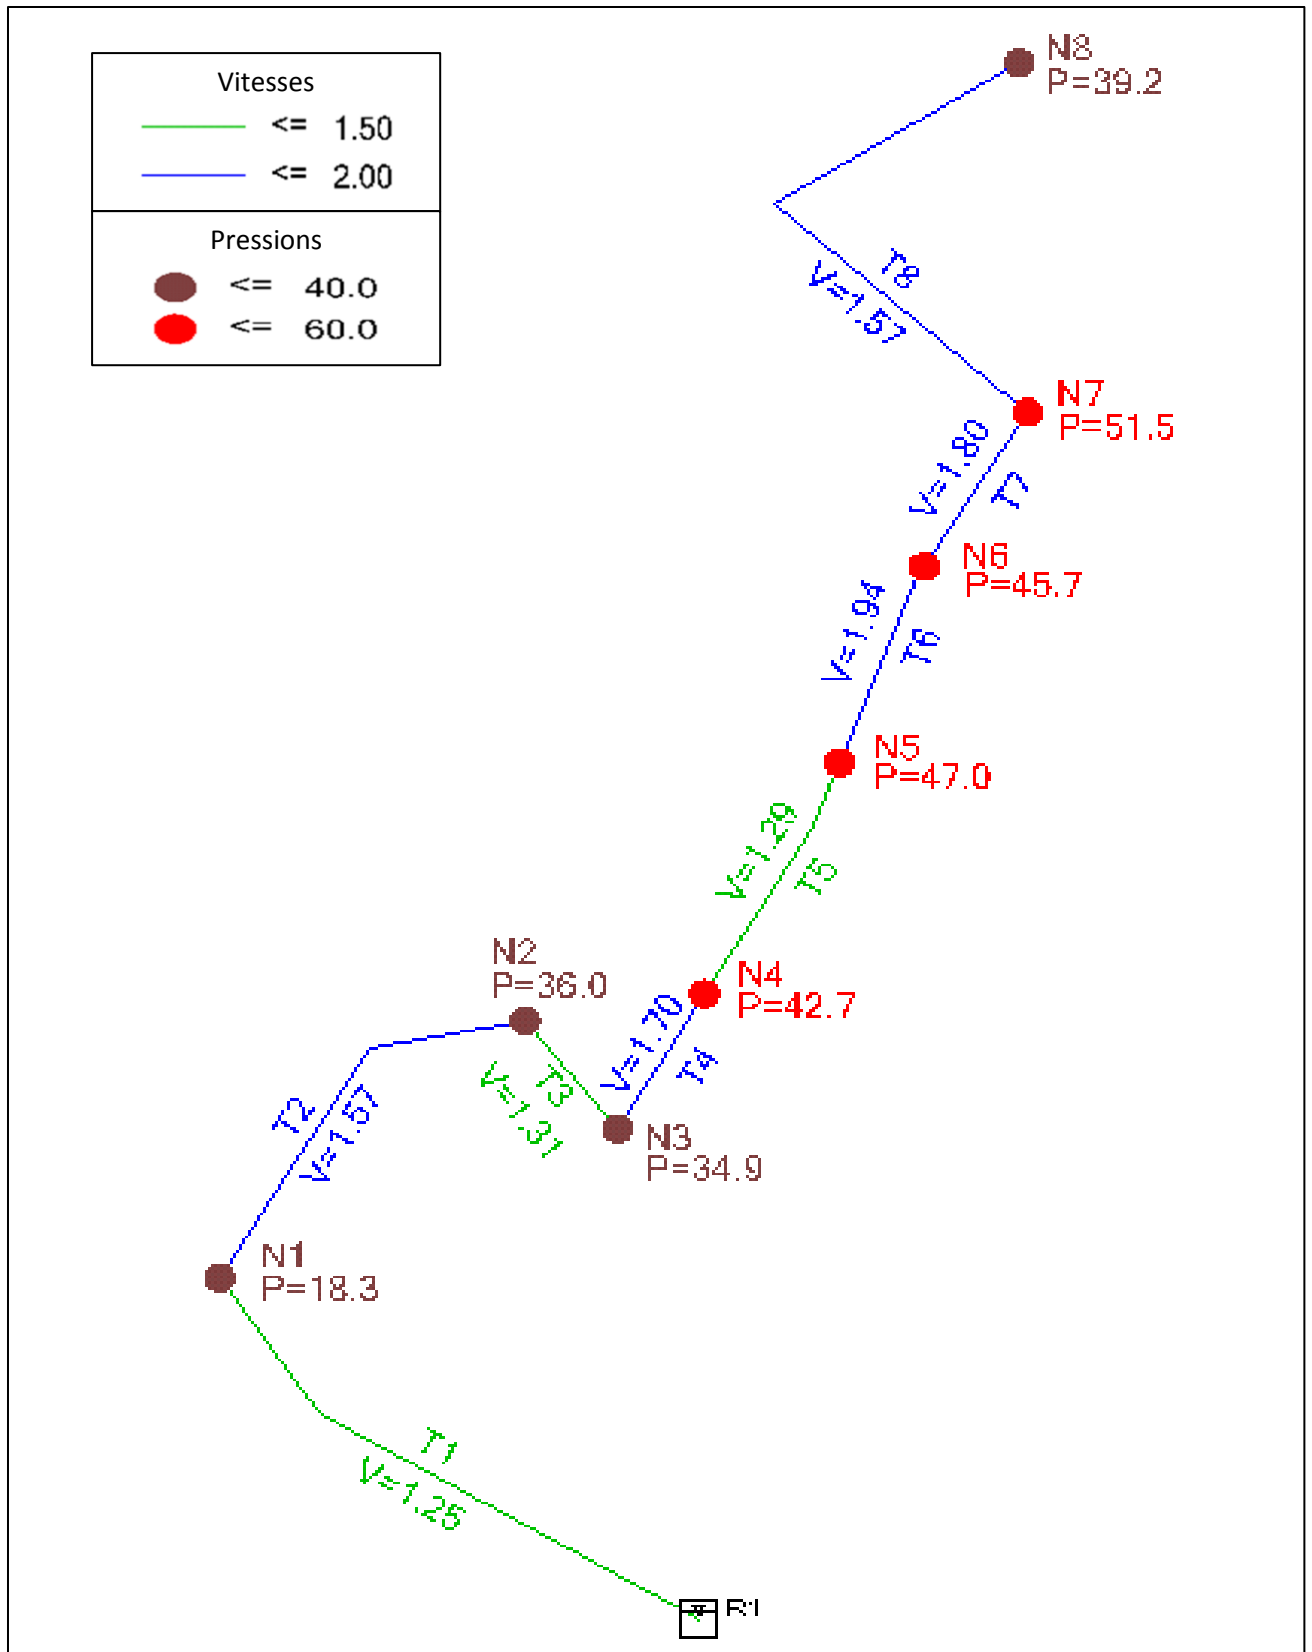 Vitesses
<= 1.50
<= 2.00
Pressions
<= 40.0
<= 60.0
N8
P=39.2
T8
V=1.57
N7
P=51.5
V=1.80
T7
N6
P=45.7
V=1.94
T6
N5
P=47.0
V=1.29
T5
N2
P=36.0
N4
P=42.7
V=1.70
T4
T3
V=1.31
N3
P=34.9
T2
V=1.57
N1
P=18.3
T1
V=1.25
R1